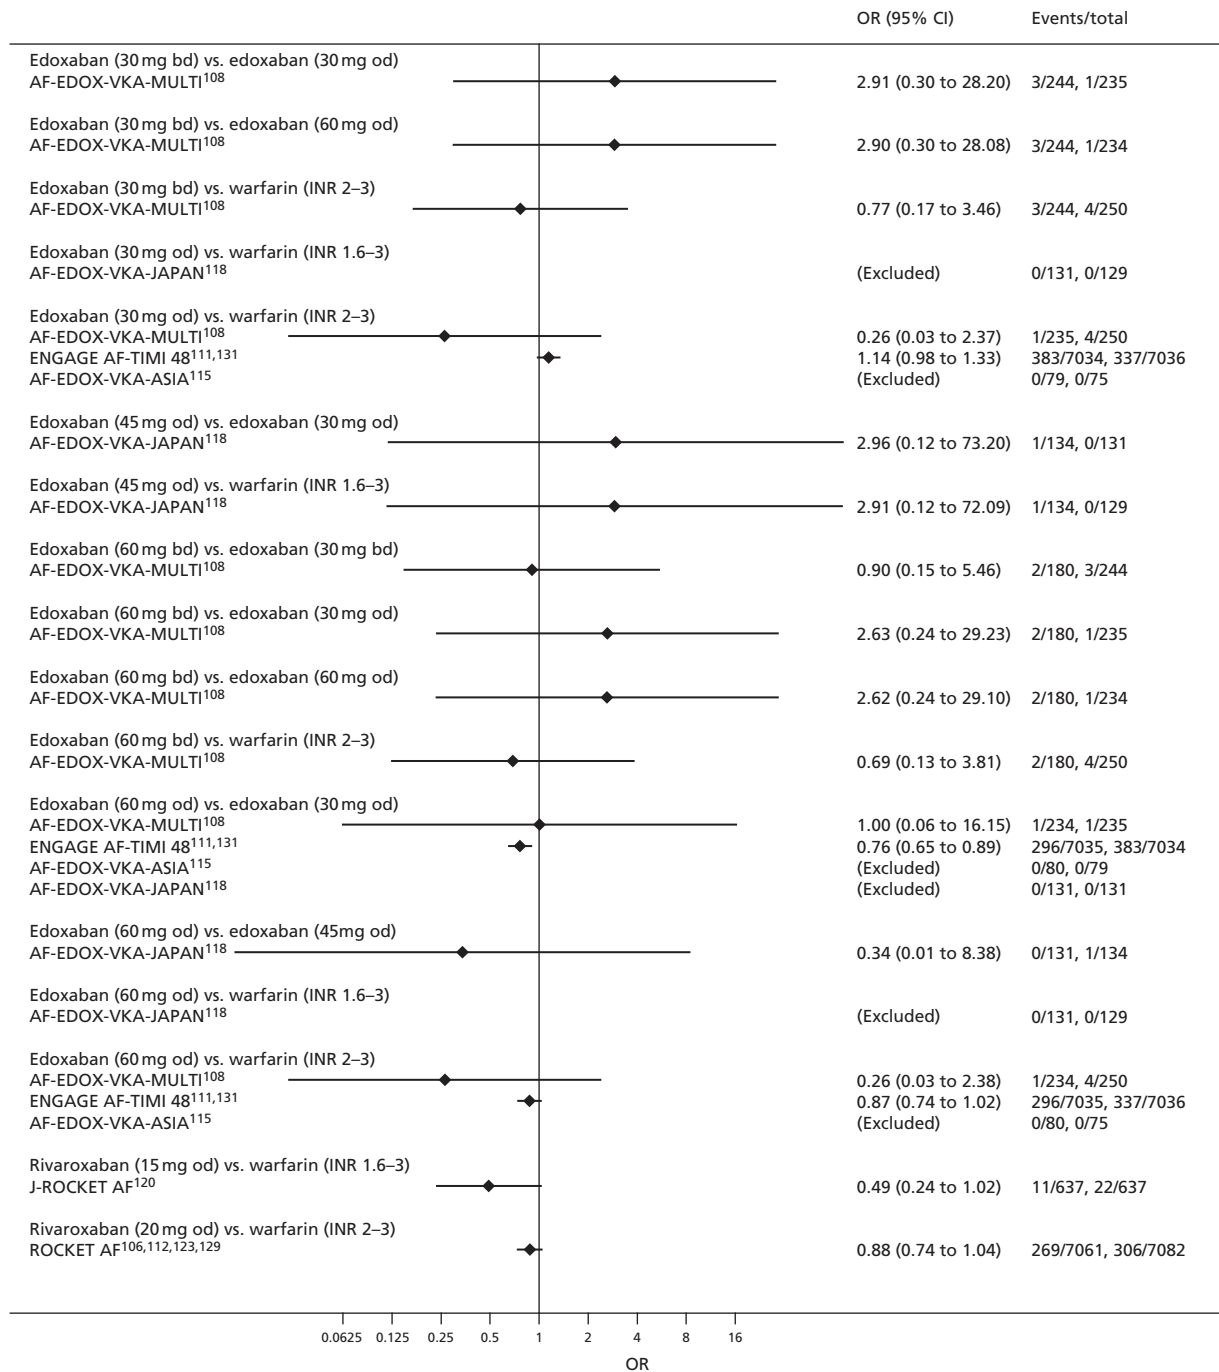 OR (95% CI) Events/total
Edoxaban (30 mg bd) vs. edoxaban (30 mg od)
AF-EDOX-VKA-MULTI108 2.91 (0.30 to 28.20) 3/244, 1/235
Edoxaban (30 mg bd) vs. edoxaban (60 mg od)
AF-EDOX-VKA-MULTI108 2.90 (0.30 to 28.08) 3/244, 1/234
Edoxaban (30 mg bd) vs. warfarin (INR 2–3)
AF-EDOX-VKA-MULTI108 0.77 (0.17 to 3.46) 3/244, 4/250
Edoxaban (30 mg od) vs. warfarin (INR 1.6–3)
AF-EDOX-VKA-JAPAN118 (Excluded) 0/131, 0/129
Edoxaban (30 mg od) vs. warfarin (INR 2–3)
AF-EDOX-VKA-MULTI108 0.26 (0.03 to 2.37) 1/235, 4/250
ENGAGE AF-TIMI 48111,131 1.14 (0.98 to 1.33) 383/7034, 337/7036
AF-EDOX-VKA-ASIA115 (Excluded) 0/79, 0/75
Edoxaban (45 mg od) vs. edoxaban (30 mg od)
AF-EDOX-VKA-JAPAN118 2.96 (0.12 to 73.20) 1/134, 0/131
Edoxaban (45 mg od) vs. warfarin (INR 1.6–3)
AF-EDOX-VKA-JAPAN118 2.91 (0.12 to 72.09) 1/134, 0/129
Edoxaban (60 mg bd) vs. edoxaban (30 mg bd)
AF-EDOX-VKA-MULTI108 0.90 (0.15 to 5.46) 2/180, 3/244
Edoxaban (60 mg bd) vs. edoxaban (30 mg od)
AF-EDOX-VKA-MULTI108 2.63 (0.24 to 29.23) 2/180, 1/235
Edoxaban (60 mg bd) vs. edoxaban (60 mg od)
AF-EDOX-VKA-MULTI108 2.62 (0.24 to 29.10) 2/180, 1/234
Edoxaban (60 mg bd) vs. warfarin (INR 2–3)
AF-EDOX-VKA-MULTI108 0.69 (0.13 to 3.81) 2/180, 4/250
Edoxaban (60 mg od) vs. edoxaban (30 mg od)
AF-EDOX-VKA-MULTI108 1.00 (0.06 to 16.15) 1/234, 1/235
ENGAGE AF-TIMI 48111,131 0.76 (0.65 to 0.89) 296/7035, 383/7034
AF-EDOX-VKA-ASIA115 (Excluded) 0/80, 0/79
AF-EDOX-VKA-JAPAN118 (Excluded) 0/131, 0/131
Edoxaban (60 mg od) vs. edoxaban (45mg od)
AF-EDOX-VKA-JAPAN118 0.34 (0.01 to 8.38) 0/131, 1/134
Edoxaban (60 mg od) vs. warfarin (INR 1.6–3)
AF-EDOX-VKA-JAPAN118 (Excluded) 0/131, 0/129
Edoxaban (60 mg od) vs. warfarin (INR 2–3)
AF-EDOX-VKA-MULTI108 0.26 (0.03 to 2.38) 1/234, 4/250
ENGAGE AF-TIMI 48111,131 0.87 (0.74 to 1.02) 296/7035, 337/7036
AF-EDOX-VKA-ASIA115 (Excluded) 0/80, 0/75
Rivaroxaban (15 mg od) vs. warfarin (INR 1.6–3)
J-ROCKET AF120 0.49 (0.24 to 1.02) 11/637, 22/637
Rivaroxaban (20 mg od) vs. warfarin (INR 2–3)
ROCKET AF106,112,123,129 0.88 (0.74 to 1.04) 269/7061, 306/7082
0.0625 0.125 0.25 0.5 1 2 4 8 16
OR